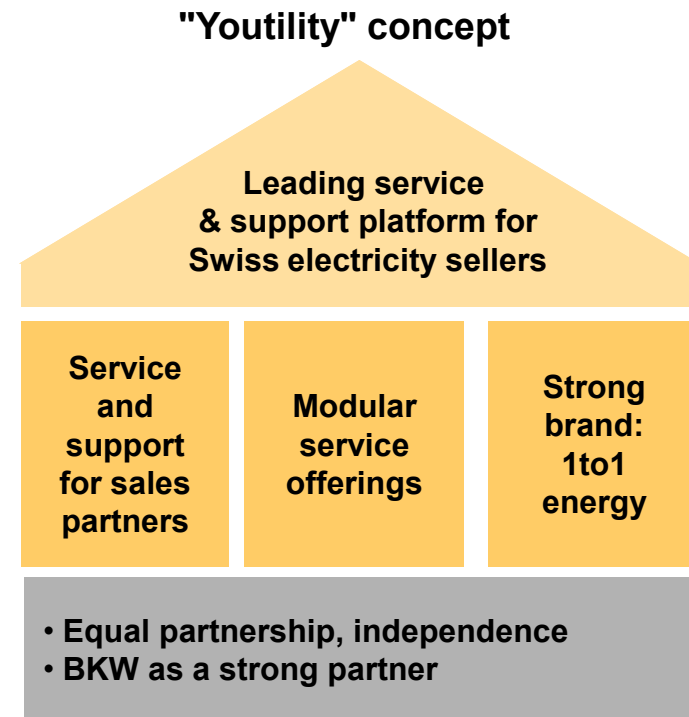 "Youtility" concept
Leading service
& support platform for
Swiss electricity sellers
Service
and
support
for sales
partners
Modular
service
offerings
Strong
brand:
1to1
energy
• Equal partnership, independence
• BKW as a strong partner